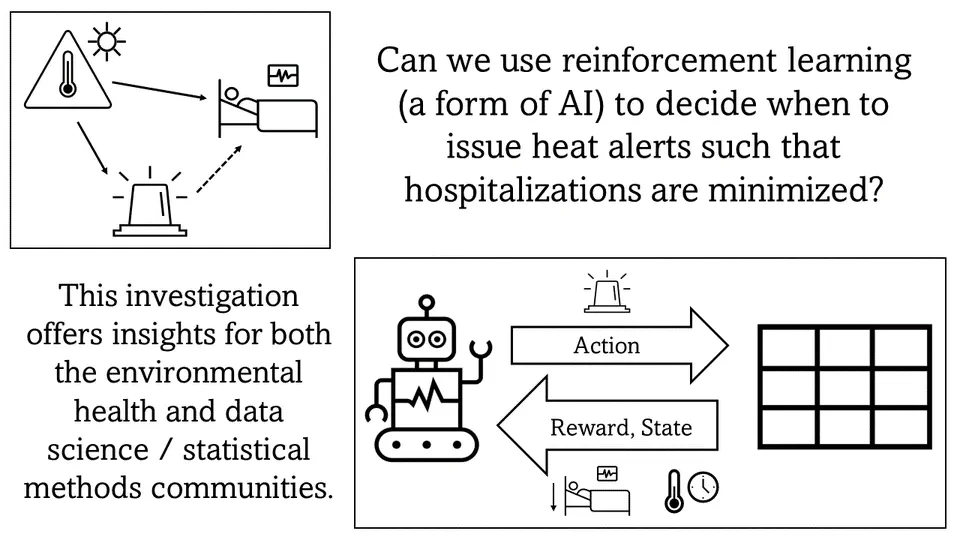 Can we use reinforcement learning
(a form of AI) to decide when to
issue heat alerts such that
hospitalizations are minimized?
This investigation
offers insights for both
the environmental
health and data
science / statistical
methods communities.
Action
Reward, State